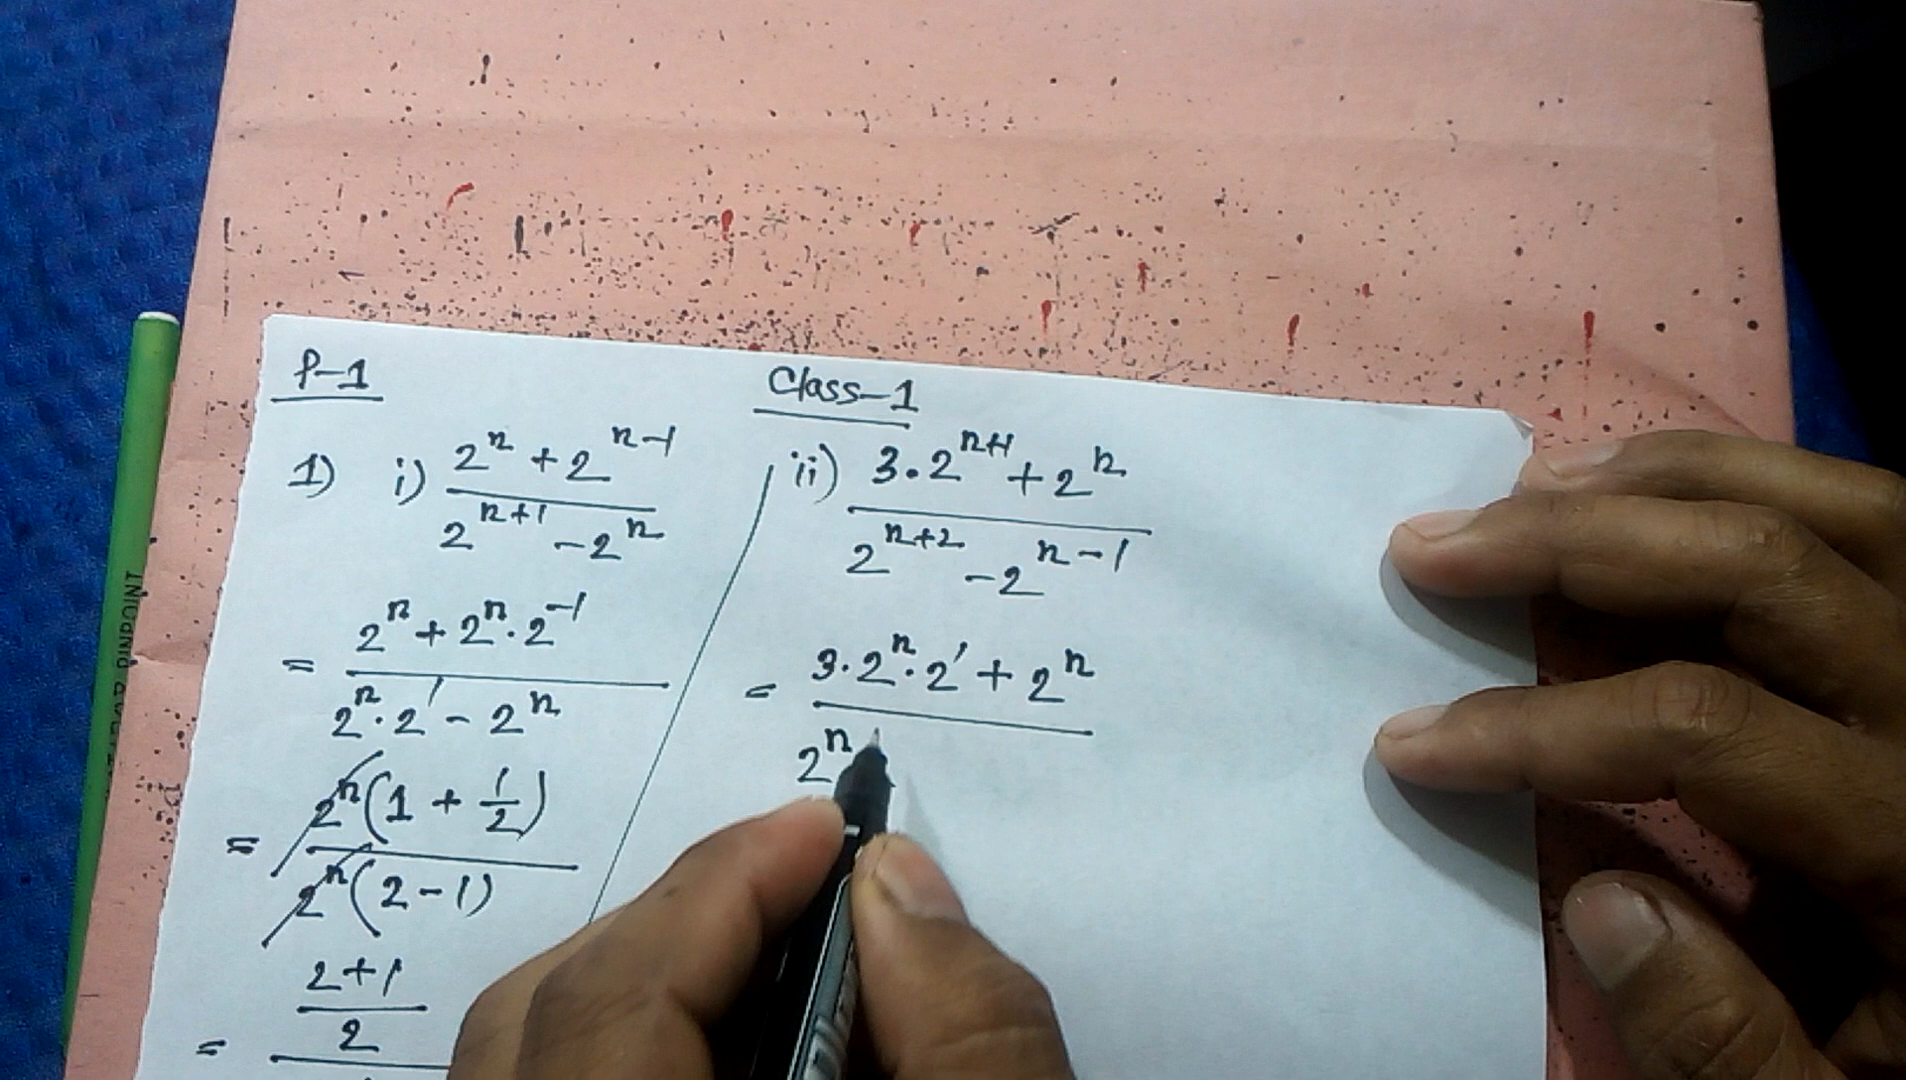 P-1
Class-1
1) i) 2^n + 2^{n-1}
2^{n+1} - 2^n
= 2^n + 2^n . 2^{-1}
2^n . 2^1 - 2^n
= 2^n (1 + 1/2)
2^n (2 - 1)
= 2+1
2
ii) 3 . 2^{n+1} + 2^n
2^{n+2} - 2^{n-1}
= 3 . 2^n . 2^1 + 2^n
2^n
PINPOINT